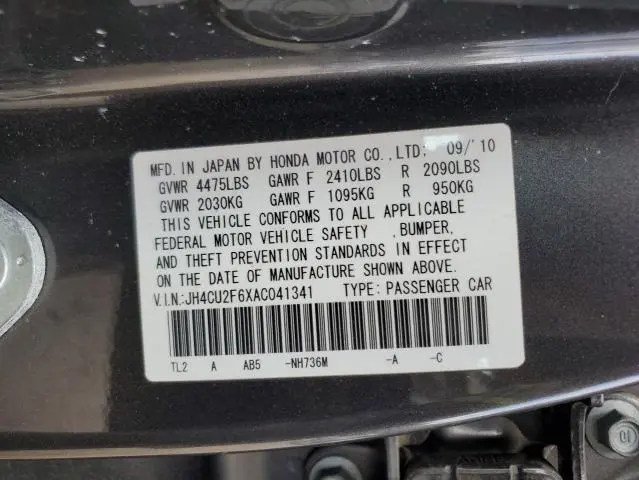 MFD. IN JAPAN BY HONDA MOTOR CO.,LTD; 09/'10
GVWR 4475LBS GAWR F 2410LBS R 2090LBS
GVWR 2030KG GAWR F 1095KG R 950KG
THIS VEHICLE CONFORMS TO ALL APPLICABLE
FEDERAL MOTOR VEHICLE SAFETY ,BUMPER,
AND THEFT PREVENTION STANDARDS IN EFFECT
ON THE DATE OF MANUFACTURE SHOWN ABOVE.
V.I.N.:JH4CU2F6XAC041341 TYPE: PASSENGER CAR
TL2 A AB5 -NH736M -A -C